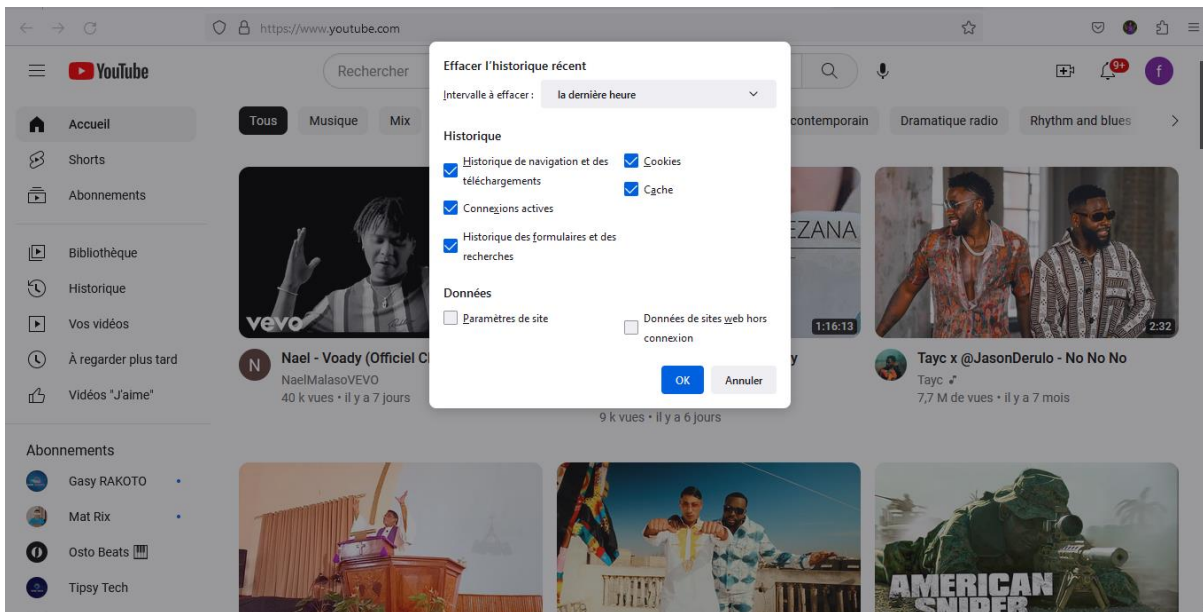 https://www.youtube.com
YouTube
Rechercher
9+
f
Tous
Musique
Mix
contemporain
Dramatique radio
Rhythm and blues
Accueil
Shorts
Abonnements
Bibliothèque
Historique
Vos vidéos
À regarder plus tard
Vidéos "J'aime"
Abonnements
Gasy RAKOTO
Mat Rix
Osto Beats
Tipsy Tech
Effacer l’historique récent
Intervalle à effacer :
la dernière heure
Historique
Historique de navigation et des
téléchargements
Cookies
Cache
Connexions actives
Historique des formulaires et des
recherches
Données
Paramètres de site
Données de sites web hors
connexion
OK
Annuler
vevo
N
Nael - Voady (Officiel C
NaelMalasoVEVO
40 k vues • il y a 7 jours
EZANA
1:16:13
y
9 k vues • il y a 6 jours
2:32
Tayc x @JasonDerulo - No No No
Tayc
7,7 M de vues • il y a 7 mois
AMERICAN
SNIPER